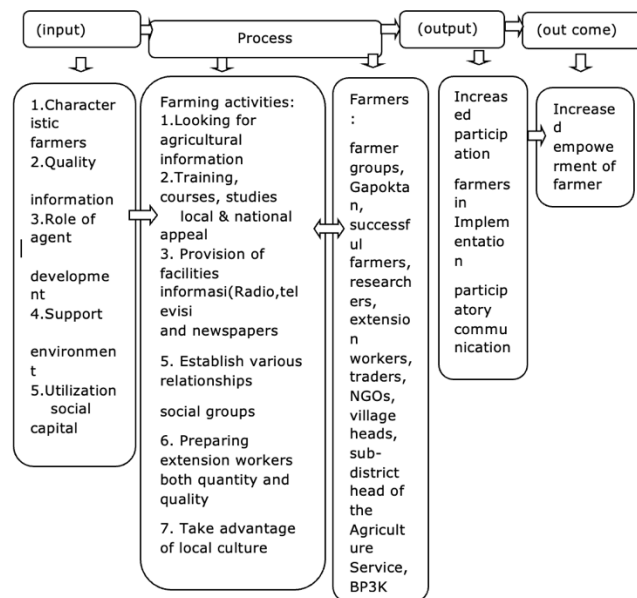 (input)
Process
(output)
(out come)
1.Character
istic
farmers
2.Quality
information
3.Role of
agent
developme
nt
4.Support
environmen
t
5.Utilization
social
capital
Farming activities:
1.Looking for
agricultural
information
2.Training,
courses, studies
local & national
appeal
3. Provision of
facilities
informasi(Radio,tel
evisi
and newspapers
5. Establish various
relationships
social groups
6. Preparing
extension workers
both quantity and
quality
7. Take advantage
of local culture
Farmers
:
farmer
groups,
Gapokta
n,
successf
ul
farmers,
research
ers,
extensio
n
workers,
traders,
NGOs,
village
heads,
sub-
district
head of
the
Agricult
ure
Service,
BP3K
Increas
ed
particip
ation
farmers
in
Implem
entatio
n
particip
atory
commu
nication
Increase
d
empowe
rment of
farmer